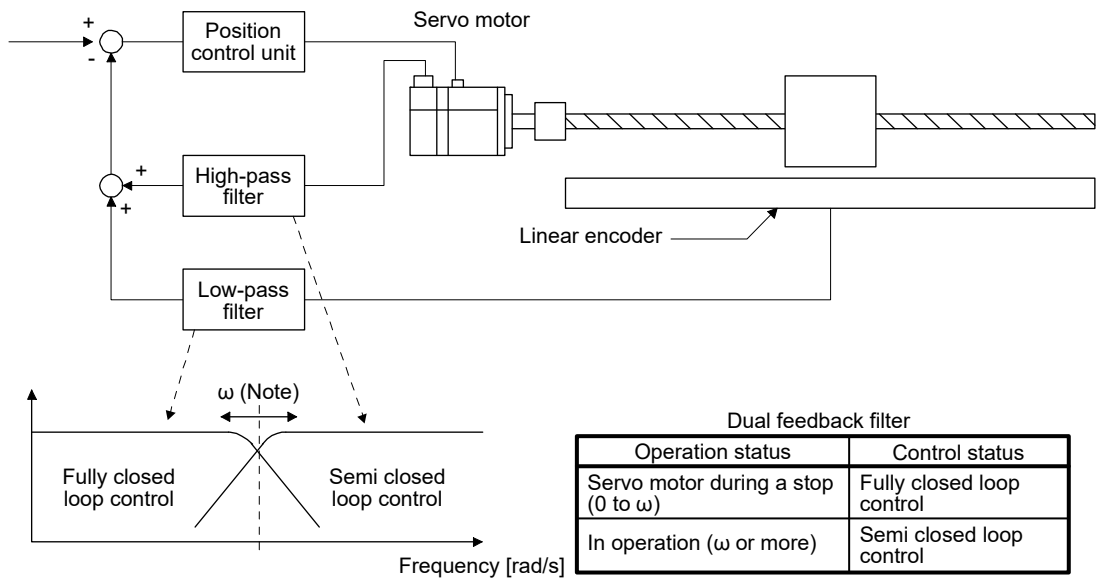 Servo motor
+
-
Position
control unit
+
+
High-pass
filter
Linear encoder
Low-pass
filter
ω (Note)
Fully closed
loop control
Semi closed
loop control
Frequency [rad/s]
Dual feedback filter
Operation status
Control status
Servo motor during a stop
(0 to ω)
Fully closed loop
control
In operation (ω or more)
Semi closed loop
control